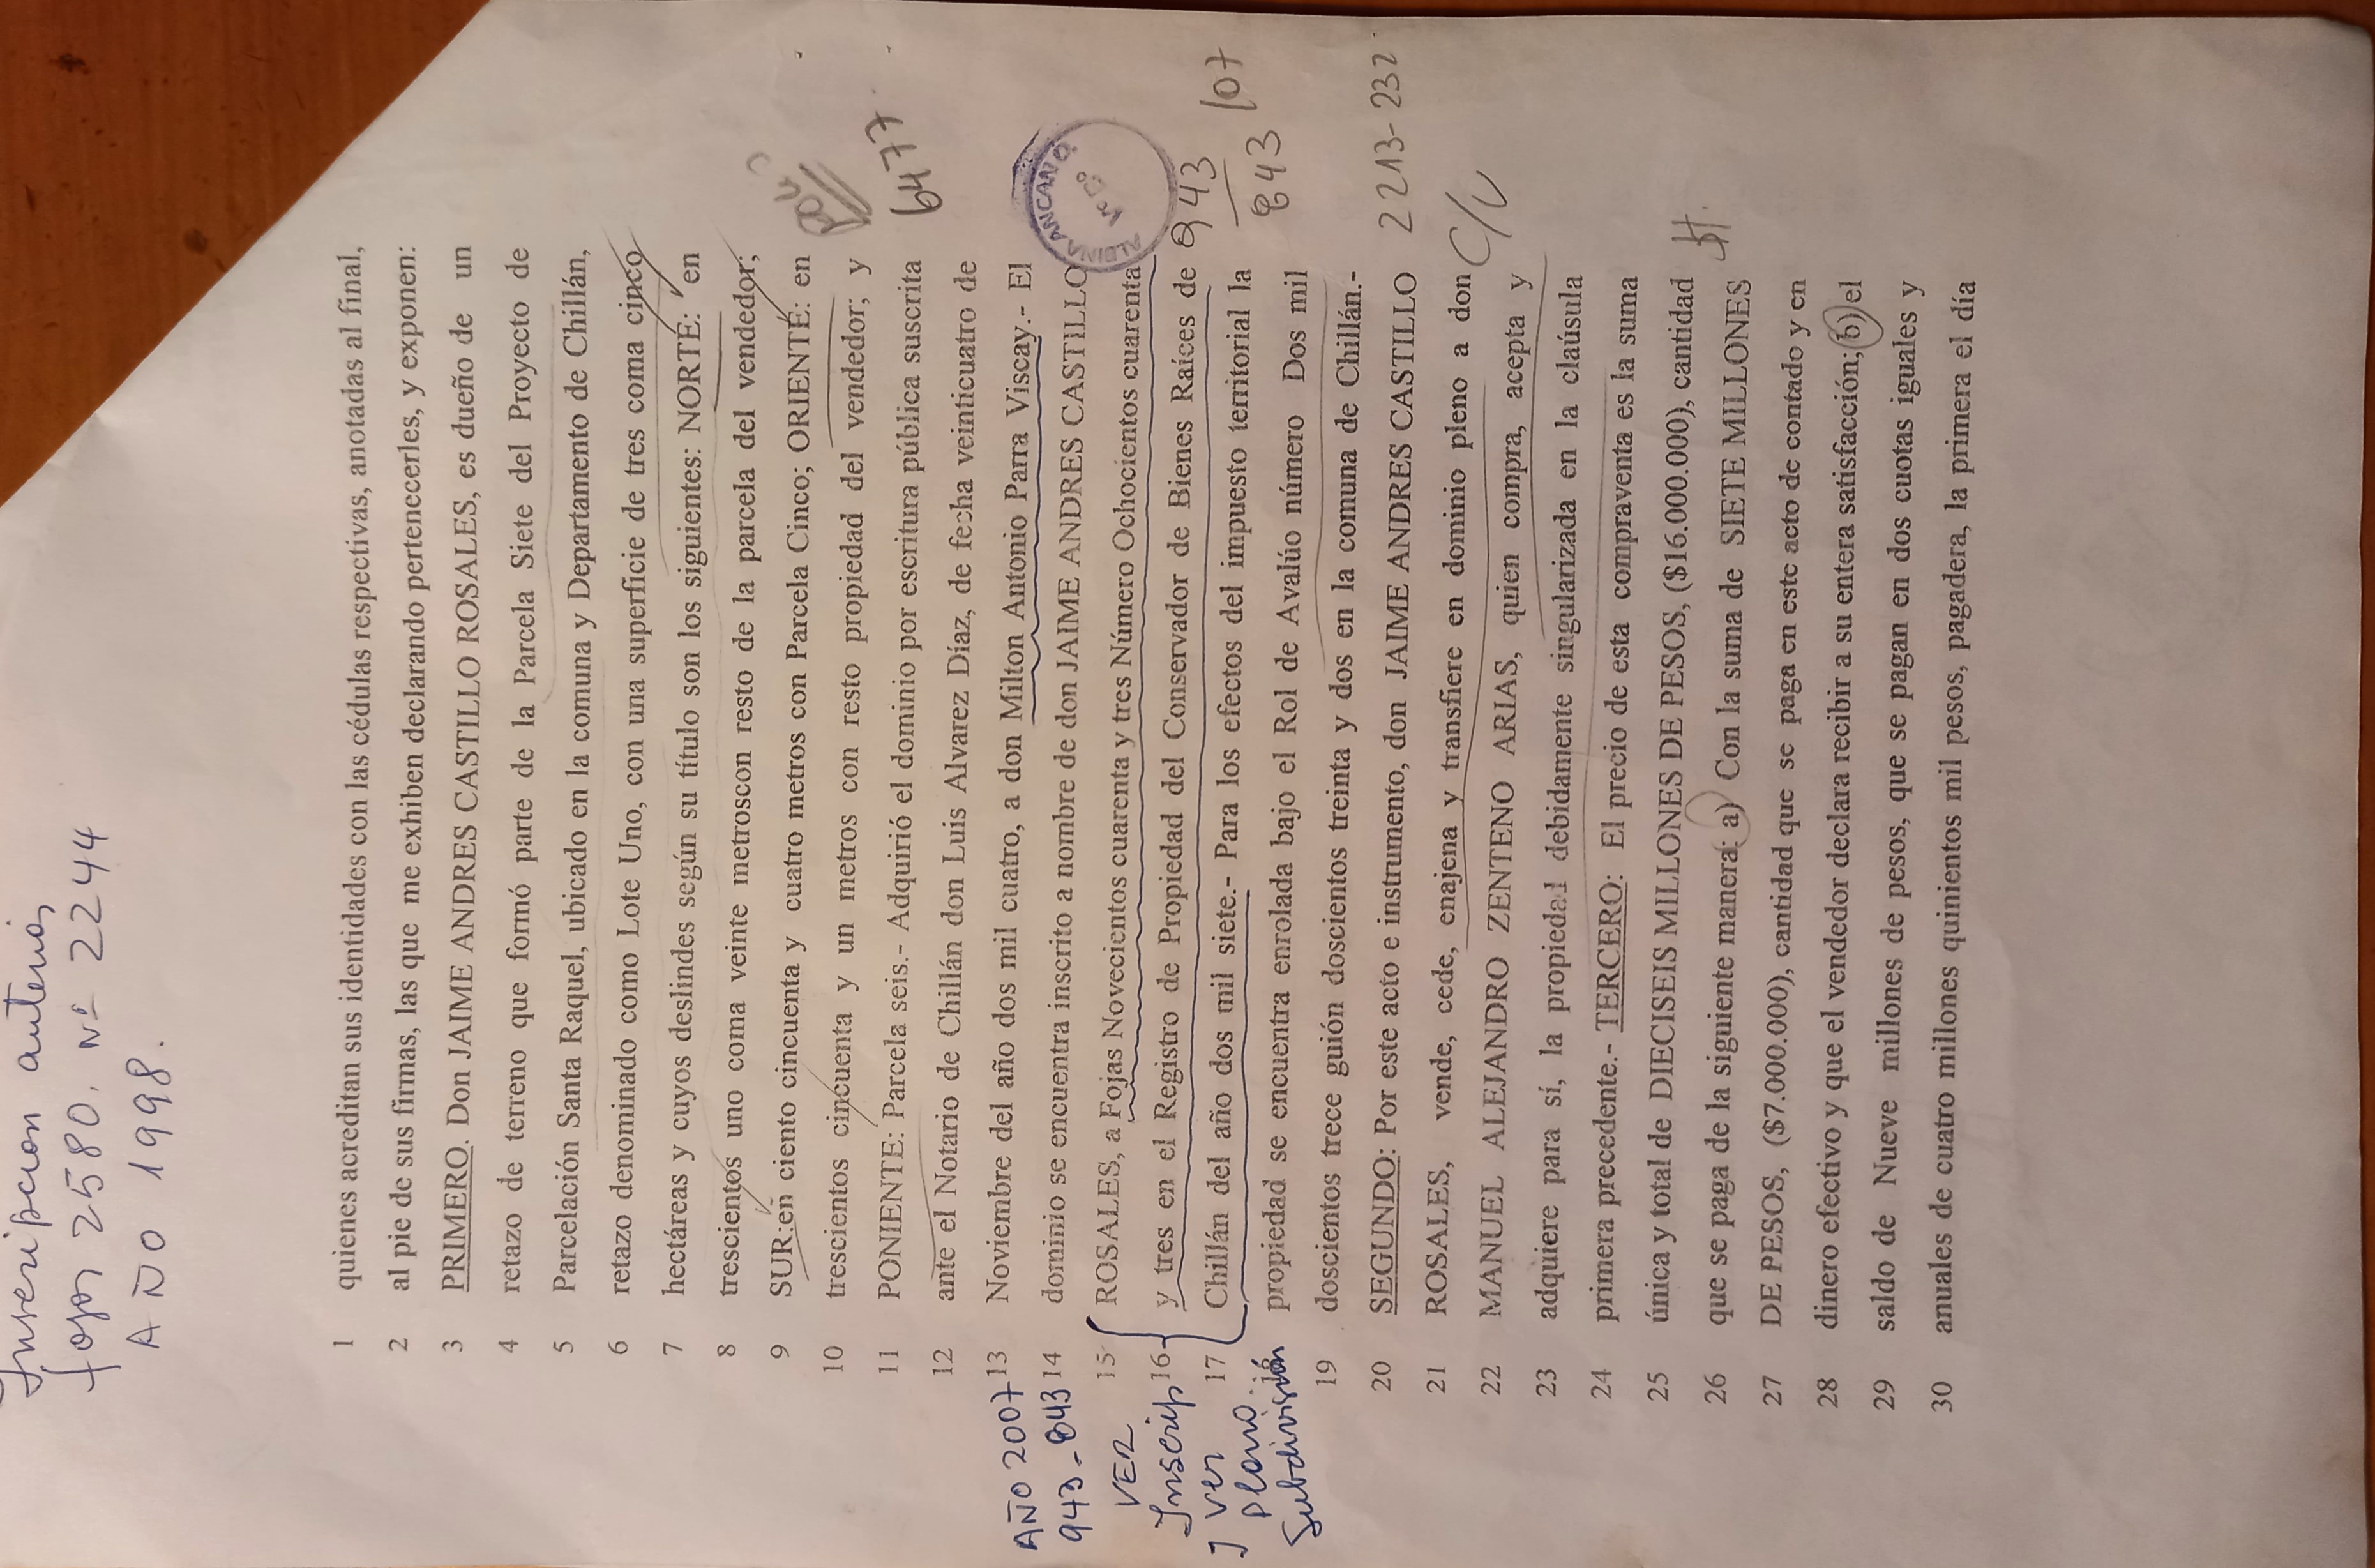 Inscripcion anterior
fojas 2580. Nº 2244
AÑO 1998.
1 quienes acreditan sus identidades con las cédulas respectivas, anotadas al final,
2 al pie de sus firmas, las que me exhiben declarando pertenecerles, y exponen:
3 PRIMERO. Don JAIME ANDRES CASTILLO ROSALES, es dueño de un
4 retazo de terreno que formó parte de la Parcela Siete del Proyecto de
5 Parcelación Santa Raquel, ubicado en la comuna y Departamento de Chillán,
6 retazo denominado como Lote Uno, con una superficie de tres coma cinco
7 hectáreas y cuyos deslindes según su título son los siguientes: NORTE: en
8 trescientos uno coma veinte metroscon resto de la parcela del vendedor;
9 SUR:en ciento cincuenta y cuatro metros con Parcela Cinco; ORIENTE: en
10 trescientos cincuenta y un metros con resto propiedad del vendedor; y
11 PONIENTE: Parcela seis.- Adquirió el dominio por escritura pública suscrita
6477
12 ante el Notario de Chillán don Luis Alvarez Díaz, de fecha veinticuatro de
13 Noviembre del año dos mil cuatro, a don Milton Antonio Parra Viscay.- El
14 dominio se encuentra inscrito a nombre de don JAIME ANDRES CASTILLO
15 ROSALES, a Fojas Novecientos cuarenta y tres Número Ochocientos cuarenta
16 y tres en el Registro de Propiedad del Conservador de Bienes Raíces de
17 Chillán del año dos mil siete.- Para los efectos del impuesto territorial la
18 propiedad se encuentra enrolada bajo el Rol de Avalúo número Dos mil
19 doscientos trece guión doscientos treinta y dos en la comuna de Chillán.-
20 SEGUNDO: Por este acto e instrumento, don JAIME ANDRES CASTILLO
21 ROSALES, vende, cede, enajena y transfiere en dominio pleno a don
22 MANUEL ALEJANDRO ZENTENO ARIAS, quien compra, acepta y
23 adquiere para sí, la propiedad debidamente singularizada en la claúsula
24 primera precedente.- TERCERO: El precio de esta compraventa es la suma
25 única y total de DIECISEIS MILLONES DE PESOS, ($16.000.000), cantidad
26 que se paga de la siguiente manera: a) Con la suma de SIETE MILLONES
27 DE PESOS, ($7.000.000), cantidad que se paga en este acto de contado y en
28 dinero efectivo y que el vendedor declara recibir a su entera satisfacción; b) el
29 saldo de Nueve millones de pesos, que se pagan en dos cuotas iguales y
30 anuales de cuatro millones quinientos mil pesos, pagadera, la primera el día
AÑO 2007
943-843
VER
Inscrip
y ver
plano.
Subdivisión
Vº Bº
943
843 /07
2213-232
C/V